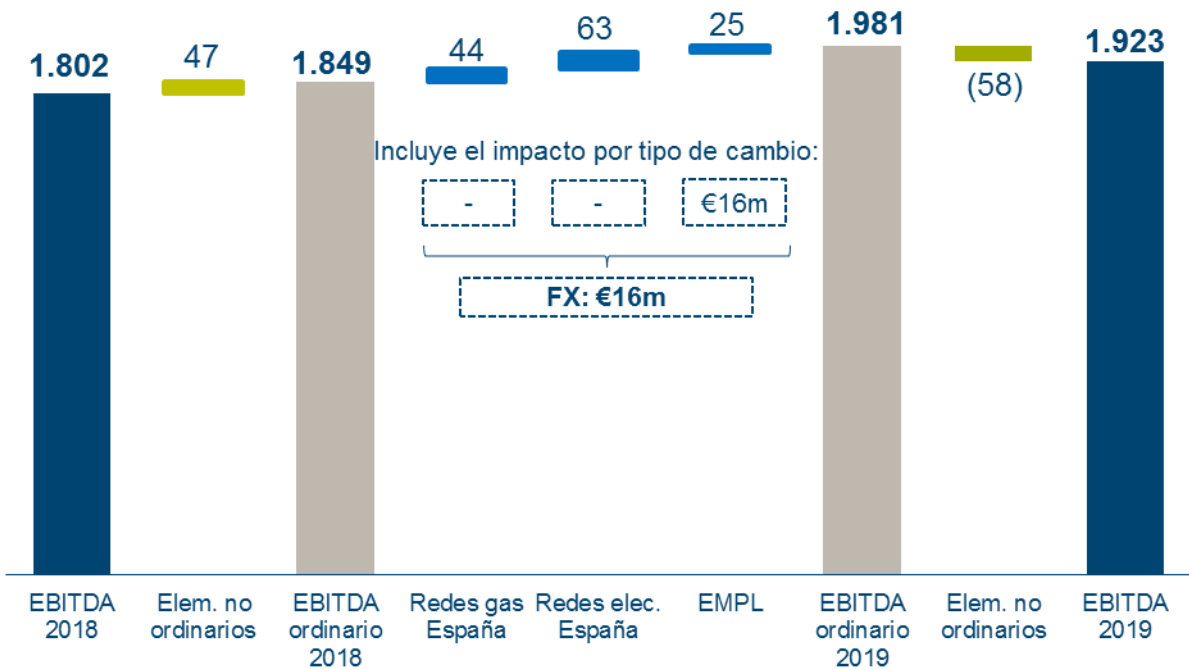 1.802
47
1.849
44
63
25
1.981
(58)
1.923
Incluye el impacto por tipo de cambio:
-
-
€16m
FX: €16m
EBITDA
2018
Elem. no
ordinarios
EBITDA
ordinario
2018
Redes gas
España
Redes elec.
España
EMPL
EBITDA
ordinario
2019
Elem. no
ordinarios
EBITDA
2019